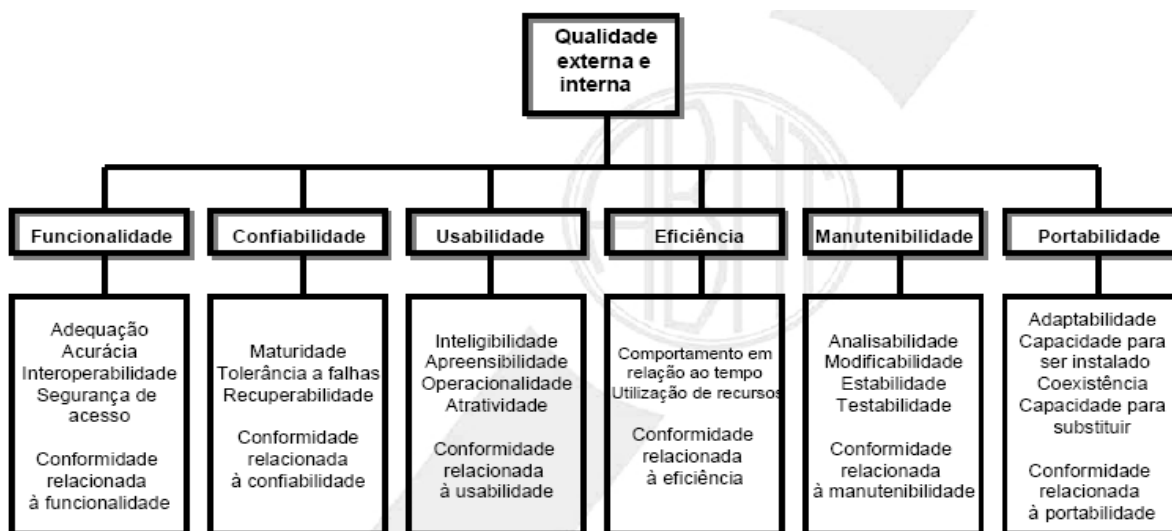 Qualidade
externa e
interna
Funcionalidade
Confiabilidade
Usabilidade
Eficiência
Manutenibilidade
Portabilidade
Adequação
Acurácia
Interoperabilidade
Segurança de
acesso
Conformidade
relacionada
à funcionalidade
Maturidade
Tolerância a falhas
Recuperabilidade
Conformidade
relacionada
à confiabilidade
Inteligibilidade
Apreensibilidade
Operacionalidade
Atratividade
Conformidade
relacionada
à usabilidade
Comportamento em
relação ao tempo
Utilização de recursos
Conformidade
relacionada
à eficiência
Analisabilidade
Modificabilidade
Estabilidade
Testabilidade
Conformidade
relacionada
à manutenibilidade
Adaptabilidade
Capacidade para
ser instalado
Coexistência
Capacidade para
substituir
Conformidade
relacionada
à portabilidade
ABNT